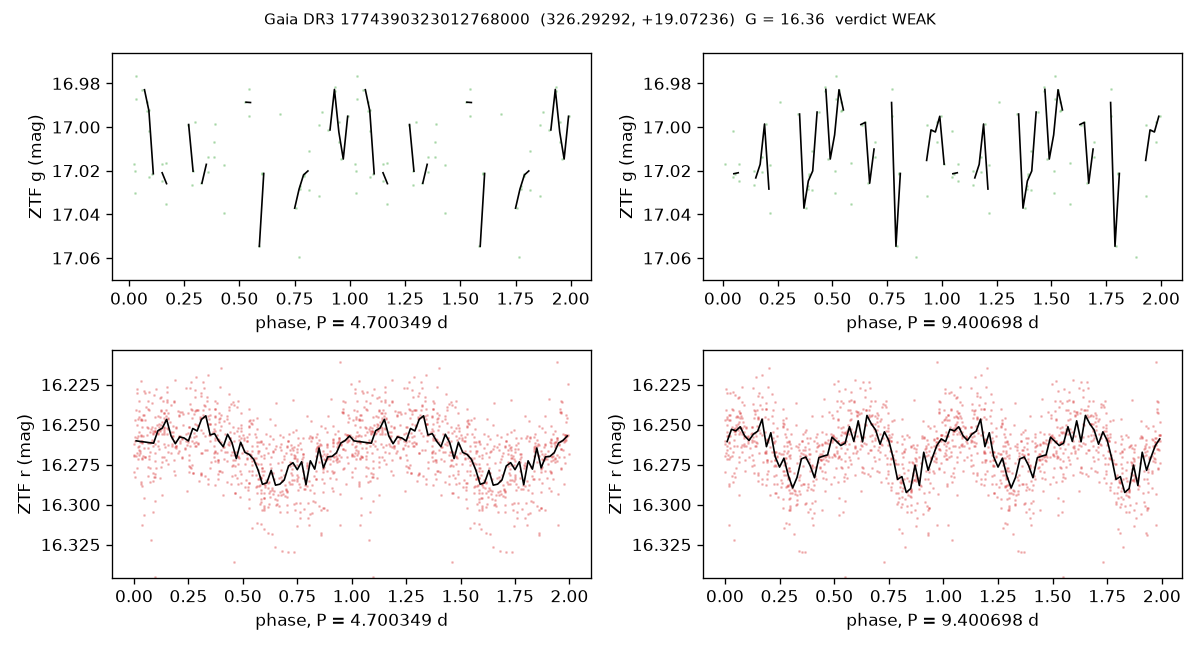 Gaia DR3 1774390323012768000 (326.29292, +19.07236) G = 16.36 verdict WEAK
ZTF g (mag)
16.98
17.00
17.02
17.04
17.06
0.00 0.25 0.50 0.75 1.00 1.25 1.50 1.75 2.00
phase, P = 4.700349 d
ZTF g (mag)
16.98
17.00
17.02
17.04
17.06
0.00 0.25 0.50 0.75 1.00 1.25 1.50 1.75 2.00
phase, P = 9.400698 d
ZTF r (mag)
16.225
16.250
16.275
16.300
16.325
0.00 0.25 0.50 0.75 1.00 1.25 1.50 1.75 2.00
phase, P = 4.700349 d
ZTF r (mag)
16.225
16.250
16.275
16.300
16.325
0.00 0.25 0.50 0.75 1.00 1.25 1.50 1.75 2.00
phase, P = 9.400698 d